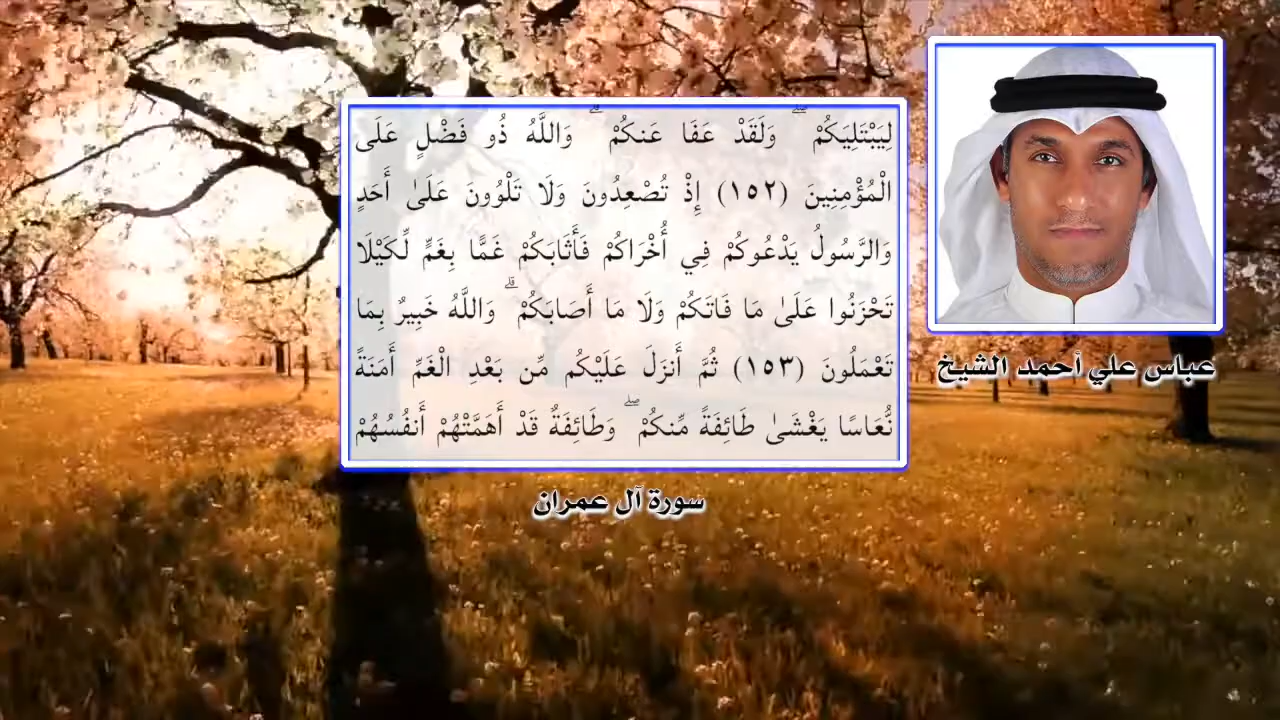 لِيَبْتَلِيَكُمْ ۖ وَلَقَدْ عَفَا عَنكُمْ ۗ وَاللَّهُ ذُو فَضْلٍ عَلَى
الْمُؤْمِنِينَ (١٥٢) إِذْ تُصْعِدُونَ وَلَا تَلْوُونَ عَلَىٰ أَحَدٍ
وَالرَّسُولُ يَدْعُوكُمْ فِي أُخْرَاكُمْ فَأَثَابَكُمْ غَمًّا بِغَمٍّ لِّكَيْلَا
تَحْزَنُوا عَلَىٰ مَا فَاتَكُمْ وَلَا مَا أَصَابَكُمْ ۗ وَاللَّهُ خَبِيرٌ بِمَا
تَعْمَلُونَ (١٥٣) ثُمَّ أَنزَلَ عَلَيْكُم مِّن بَعْدِ الْغَمِّ أَمَنَةً
نُّعَاسًا يَغْشَىٰ طَائِفَةً مِّنكُمْ ۖ وَطَائِفَةٌ قَدْ أَهَمَّتْهُمْ أَنفُسُهُمْ
عباس علي أحمد الشيخ
سورة آل عمران